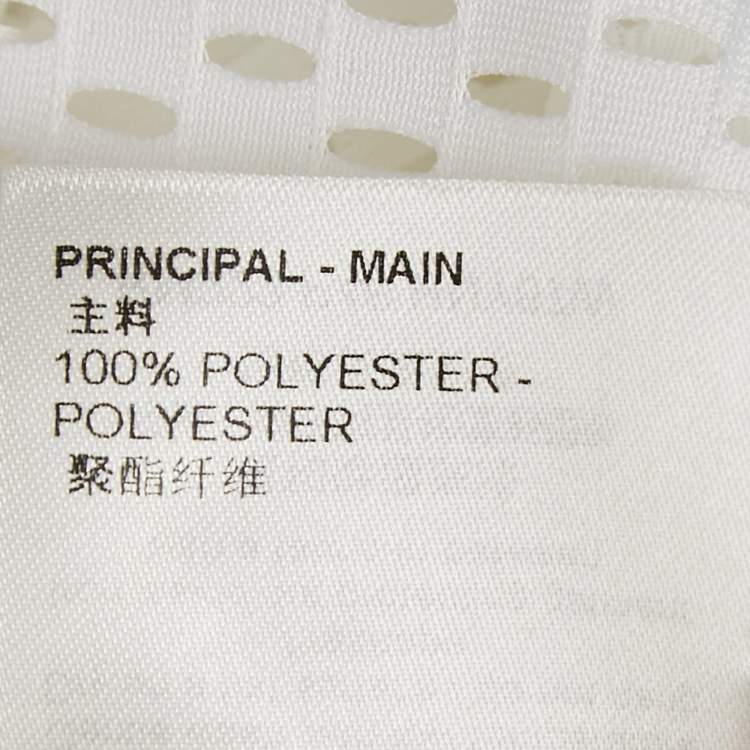 PRINCIPAL - MAIN
主料
100% POLYESTER -
POLYESTER
聚酯纤维